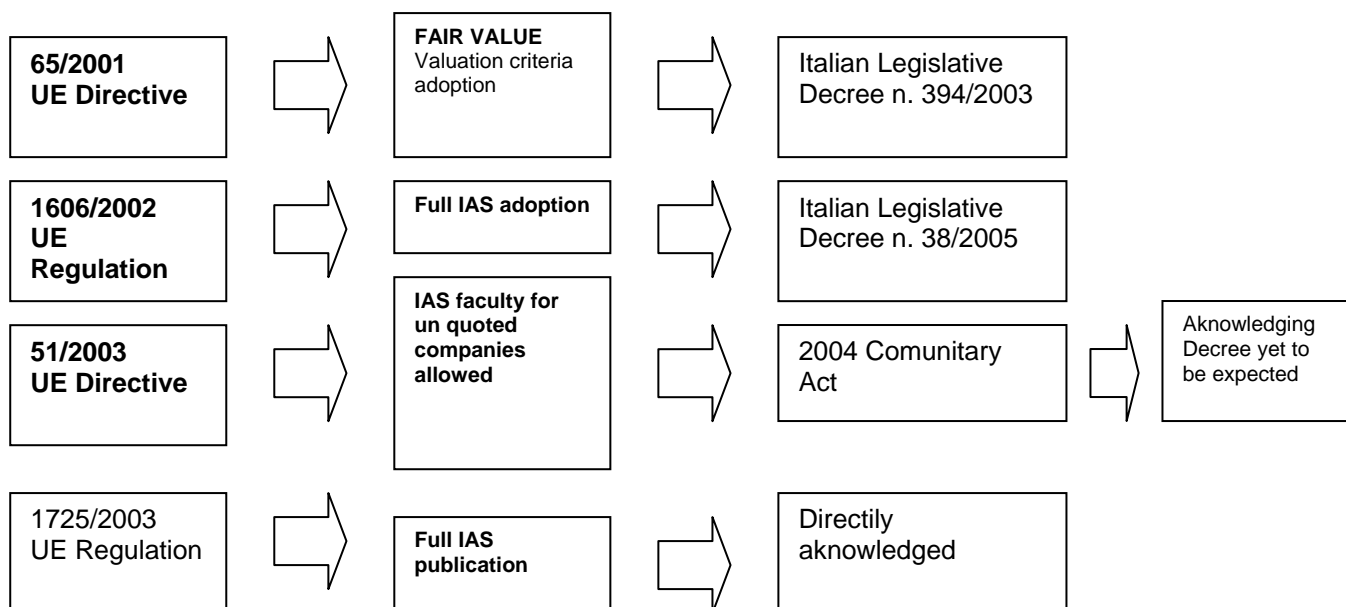 65/2001
UE Directive
FAIR VALUE
Valuation criteria
adoption
Italian Legislative
Decree n. 394/2003
1606/2002
UE
Regulation
Full IAS adoption
Italian Legislative
Decree n. 38/2005
51/2003
UE Directive
IAS faculty for
un quoted
companies
allowed
2004 Comunitary
Act
Aknowledging
Decree yet to
be expected
1725/2003
UE Regulation
Full IAS
publication
Directily
aknowledged